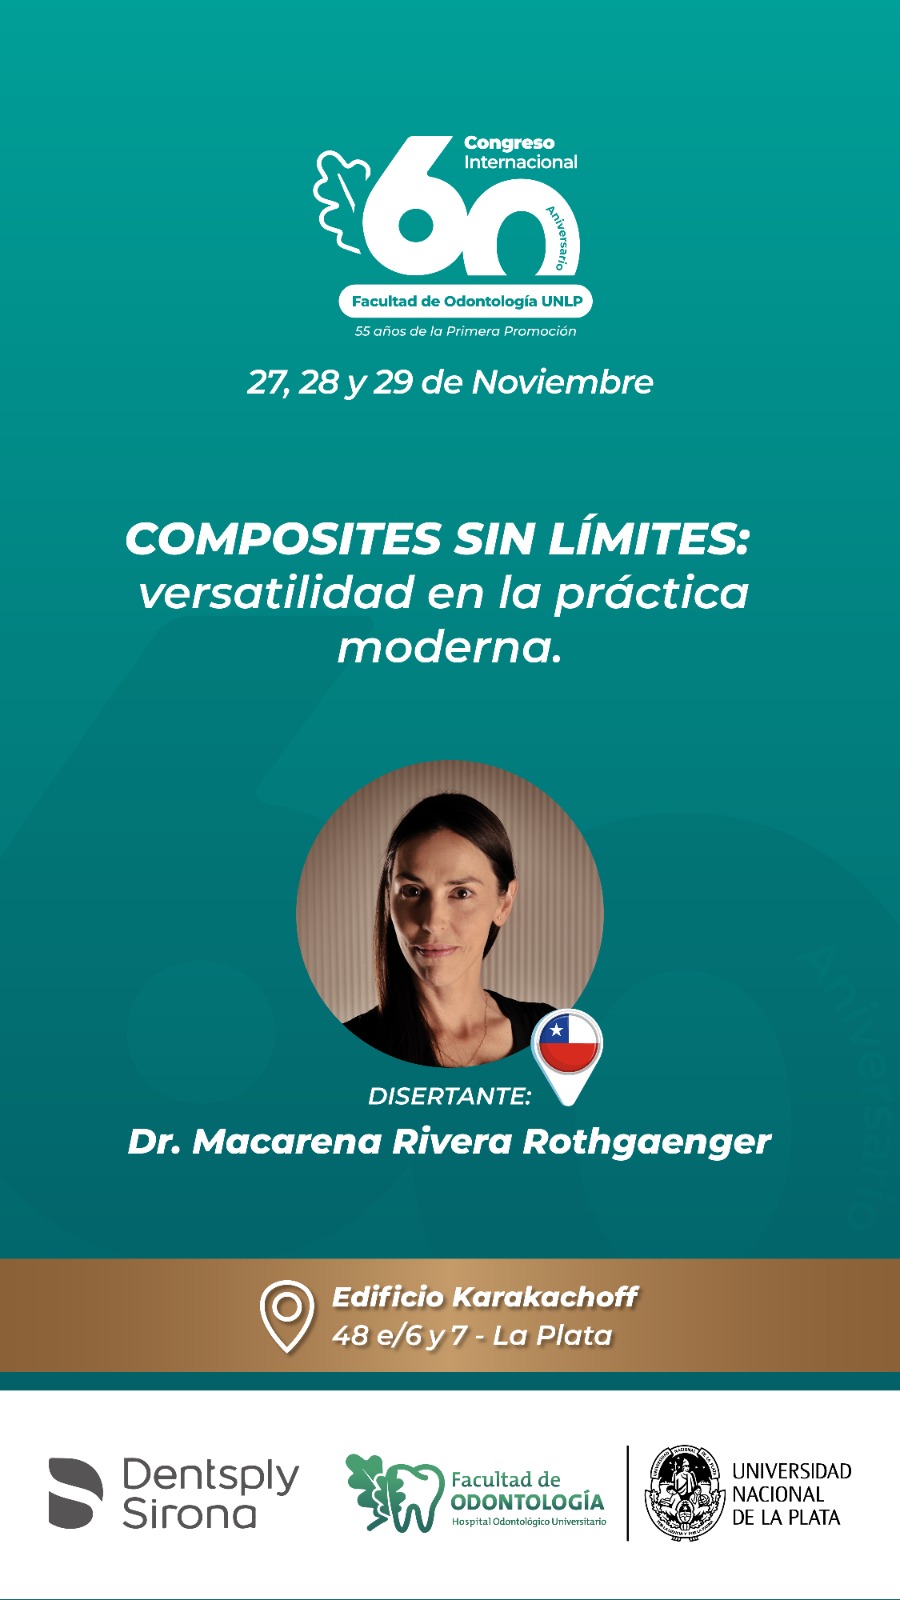 Congreso
Internacional
60
Aniversario
Facultad de Odontología UNLP
55 años de la Primera Promoción
27, 28 y 29 de Noviembre
COMPOSITES SIN LÍMITES:
versatilidad en la práctica
moderna.
Aniversario
DISERTANTE:
Dr. Macarena Rivera Rothgaenger
Edificio Karakachoff
48 e/6 y 7 - La Plata
Dentsply
Sirona
Facultad de
ODONTOLOGÍA
Hospital Odontológico Universitario
UNIVERSIDAD
NACIONAL
DE LA PLATA